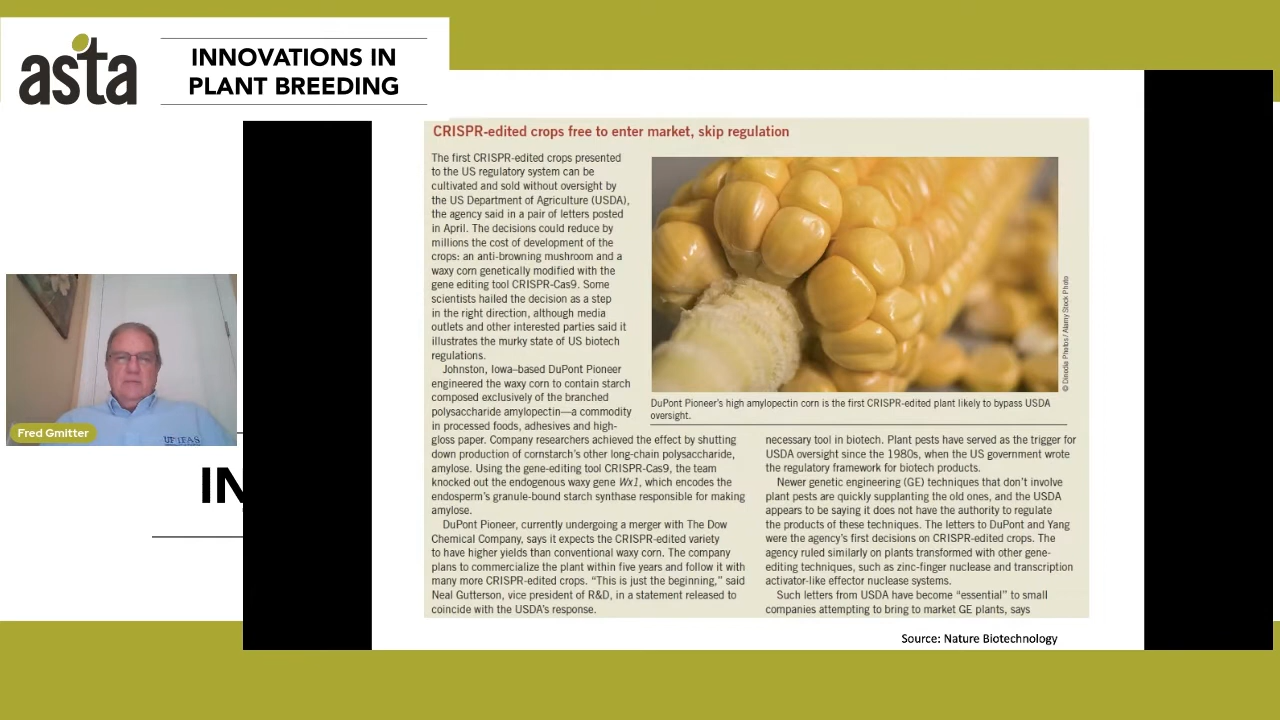 asta
INNOVATIONS IN
PLANT BREEDING
CRISPR-edited crops free to enter market, skip regulation
The first CRISPR-edited crops presented
to the US regulatory system can be
cultivated and sold without oversight by
the US Department of Agriculture (USDA),
the agency said in a pair of letters posted
in April. The decisions could reduce by
millions the cost of development of the
crops: an anti-browning mushroom and a
waxy corn genetically modified with the
gene editing tool CRISPR-Cas9. Some
scientists hailed the decision as a step
in the right direction, although media
outlets and other interested parties said it
illustrates the murky state of US biotech
regulations.
Johnston, Iowa–based DuPont Pioneer
engineered the waxy corn to contain starch
composed exclusively of the branched
polysaccharide amylopectin—a commodity
in processed foods, adhesives and high-
gloss paper. Company researchers achieved the effect by shutting
down production of cornstarch's other long-chain polysaccharide,
amylose. Using the gene-editing tool CRISPR-Cas9, the team
knocked out the endogenous waxy gene Wx1, which encodes the
endosperm's granule-bound starch synthase responsible for making
amylose.
DuPont Pioneer, currently undergoing a merger with The Dow
Chemical Company, says it expects the CRISPR-edited variety
to have higher yields than conventional waxy corn. The company
plans to commercialize the plant within five years and follow it with
many more CRISPR-edited crops. “This is just the beginning,” said
Neal Gutterson, vice president of R&D, in a statement released to
coincide with the USDA's response.
© Dinodia Photos / Alamy Stock Photo
DuPont Pioneer's high amylopectin corn is the first CRISPR-edited plant likely to bypass USDA
oversight.
necessary tool in biotech. Plant pests have served as the trigger for
USDA oversight since the 1980s, when the US government wrote
the regulatory framework for biotech products.
Newer genetic engineering (GE) techniques that don't involve
plant pests are quickly supplanting the old ones, and the USDA
appears to be saying it does not have the authority to regulate
the products of these techniques. The letters to DuPont and Yang
were the agency's first decisions on CRISPR-edited crops. The
agency ruled similarly on plants transformed with other gene-
editing techniques, such as zinc-finger nuclease and transcription
activator-like effector nuclease systems.
Such letters from USDA have become “essential” to small
companies attempting to bring to market GE plants, says
Source: Nature Biotechnology
Fred Gmitter
IN